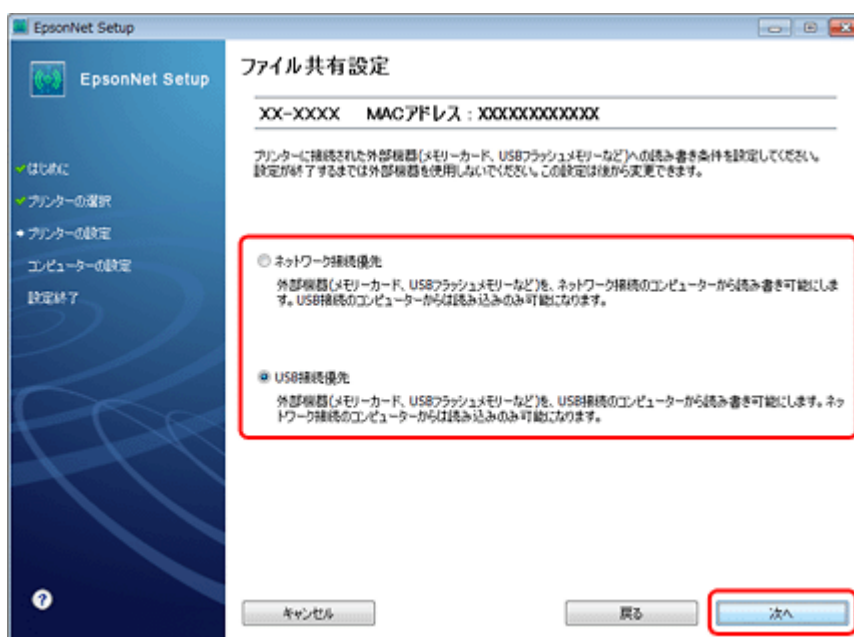 EpsonNet Setup
EpsonNet Setup
はじめに
プリンターの選択
プリンターの設定
コンピューターの設定
設定終了
ファイル共有設定
XX-XXXX MACアドレス : XXXXXXXXXXXX
プリンターに接続された外部機器(メモリーカード、USBフラッシュメモリーなど)への読み書き条件を設定してください。
設定が終了するまでは外部機器を使用しないでください。この設定は後から変更できます。
ネットワーク接続優先
外部機器(メモリーカード、USBフラッシュメモリーなど)を、ネットワーク接続のコンピューターから読み書き可能にしま
す。USB接続のコンピューターからは読み込みのみ可能になります。
USB接続優先
外部機器(メモリーカード、USBフラッシュメモリーなど)を、USB接続のコンピューターから読み書き可能にします。ネッ
トワーク接続のコンピューターからは読み込みのみ可能になります。
?
キャンセル
戻る
次へ